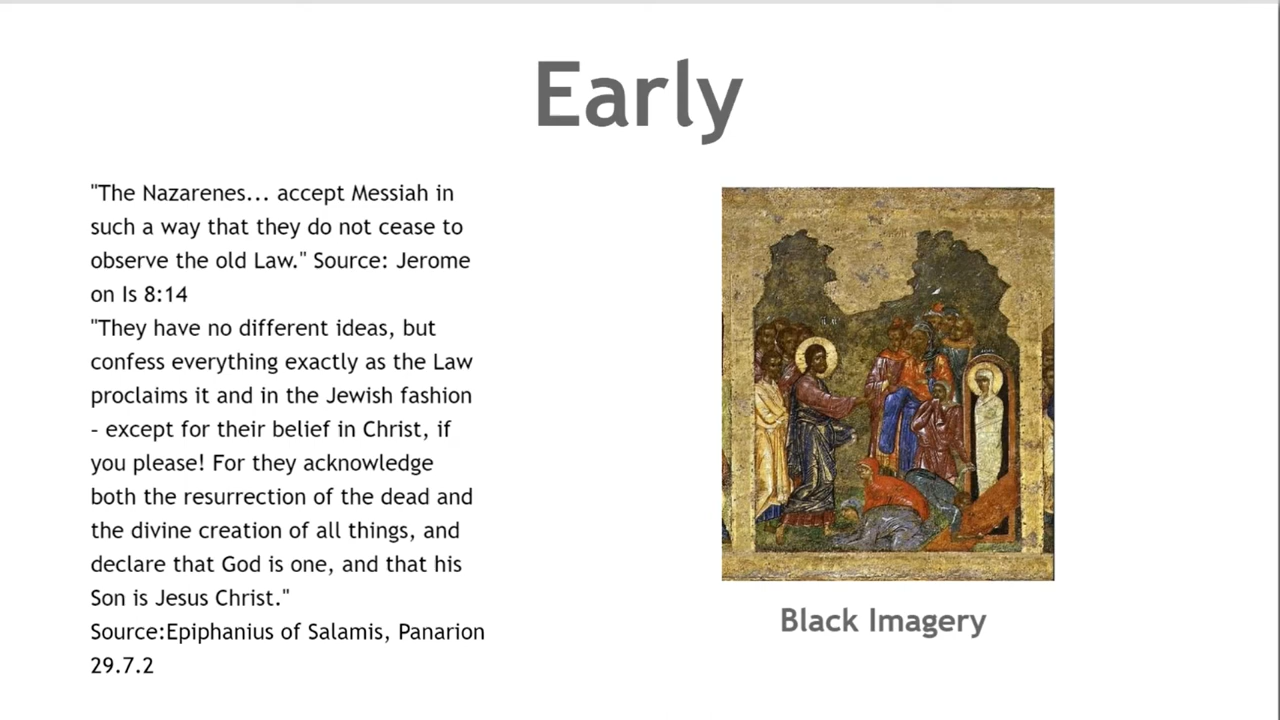 Early
"The Nazarenes... accept Messiah in
such a way that they do not cease to
observe the old Law." Source: Jerome
on Is 8:14
"They have no different ideas, but
confess everything exactly as the Law
proclaims it and in the Jewish fashion
– except for their belief in Christ, if
you please! For they acknowledge
both the resurrection of the dead and
the divine creation of all things, and
declare that God is one, and that his
Son is Jesus Christ."
Source:Epiphanius of Salamis, Panarion
29.7.2
Black Imagery